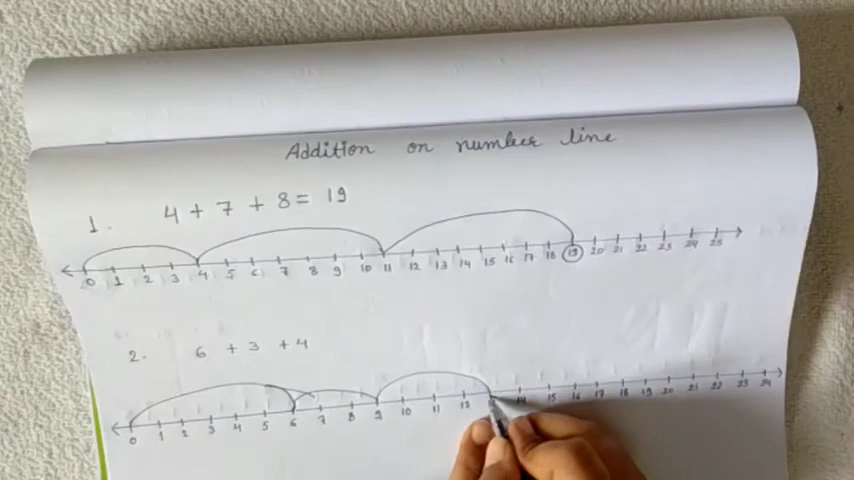 Addition on number line
1. 4 + 7 + 8 = 19
0 1 2 3 4 5 6 7 8 9 10 11 12 13 14 15 16 17 18 19 20 21 22 23 24 25
2. 6 + 3 + 4
0 1 2 3 4 5 6 7 8 9 10 11 12 14 15 16 17 18 19 20 21 22 23 24